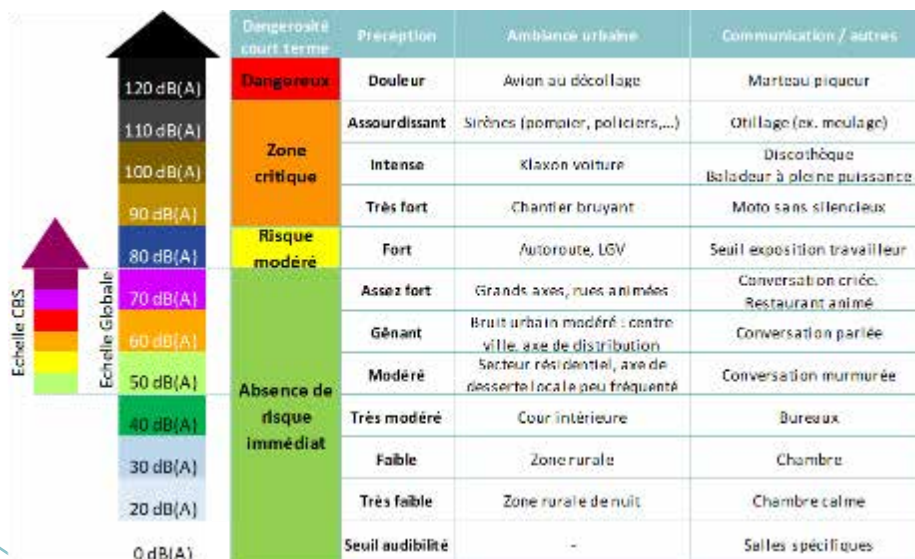 Dangerosité court terme
Précéption
Ambiance urbaine
Communication / autres
120 dB(A)
Dangereux
Douleur
Avion au décollage
Marteau piqueur
110 dB(A)
Zone critique
Assourdissant
Sirènes (pompier, policiers,...)
Otillage (ex. meulage)
100 dB(A)
Intense
Klaxon voiture
Discothèque
Baladeur à pleine puissance
90 dB(A)
Très fort
Chantier bruyant
Moto sans silencieux
80 dB(A)
Risque modéré
Fort
Autoroute, LGV
Seuil exposition travailleur
70 dB(A)
Absence de risque immédiat
Assez fort
Grands axes, rues animées
Conversation criée.
Restaurant animé
60 dB(A)
Gênant
Bruit urbain modéré : centre
ville, axe de distribution
Conversation parlée
50 dB(A)
Modéré
Secteur résidentiel, axe de
desserte locale peu fréquenté
Conversation murmurée
40 dB(A)
Très modéré
Cour intérieure
Bureaux
30 dB(A)
Faible
Zone rurale
Chambre
20 dB(A)
Très faible
Zone rurale de nuit
Chambre calme
0 dB(A)
Seuil audibilité
-
Salles spécifiques
Echelle CBS
Echelle Globale